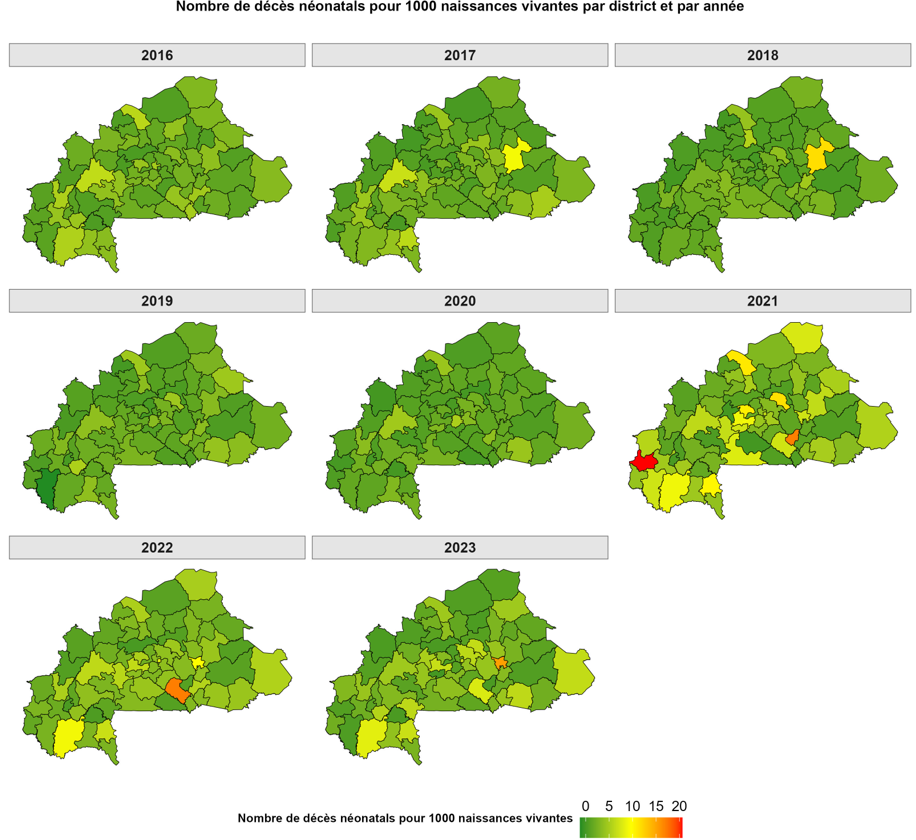 Nombre de décès néonatals pour 1000 naissances vivantes par district et par année
2016 2017 2018
2019 2020 2021
2022 2023
Nombre de décès néonatals pour 1000 naissances vivantes 0 5 10 15 20